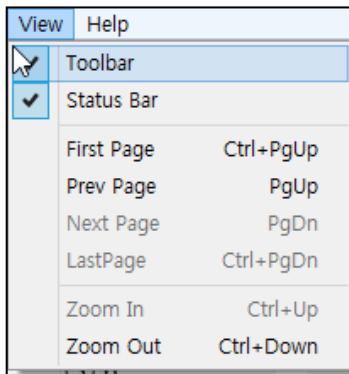 View Help
Toolbar
Status Bar
First Page Ctrl+PgUp
Prev Page PgUp
Next Page PgDn
LastPage Ctrl+PgDn
Zoom In Ctrl+Up
Zoom Out Ctrl+Down